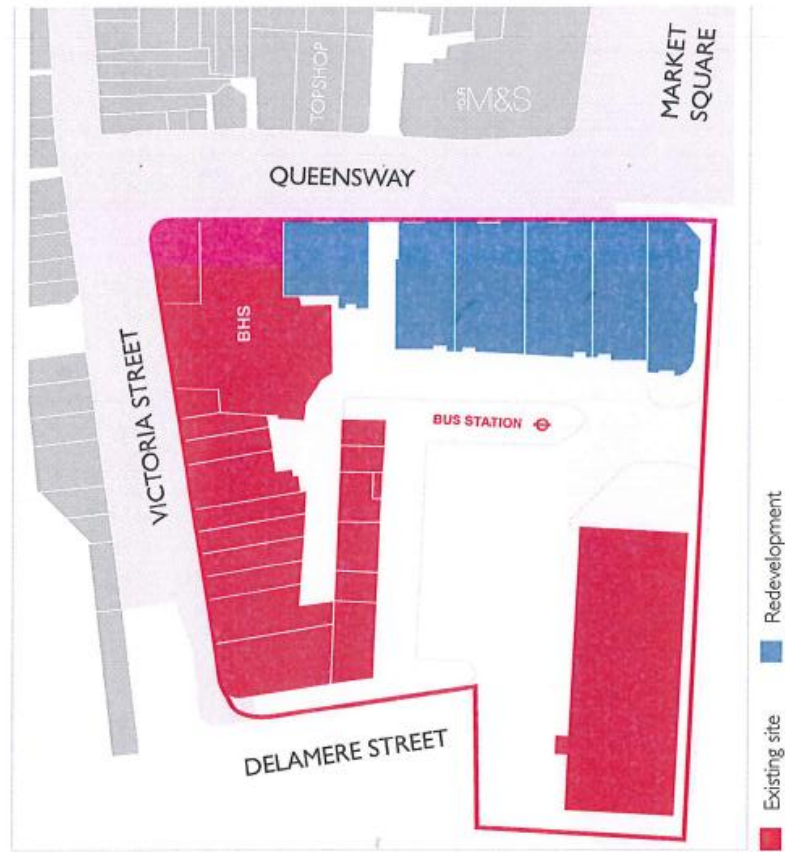 TOPSHOP
M&S
MARKET
SQUARE
QUEENSWAY
BHS
VICTORIA STREET
BUS STATION
DELAMERE STREET
Redevelopment
Existing site